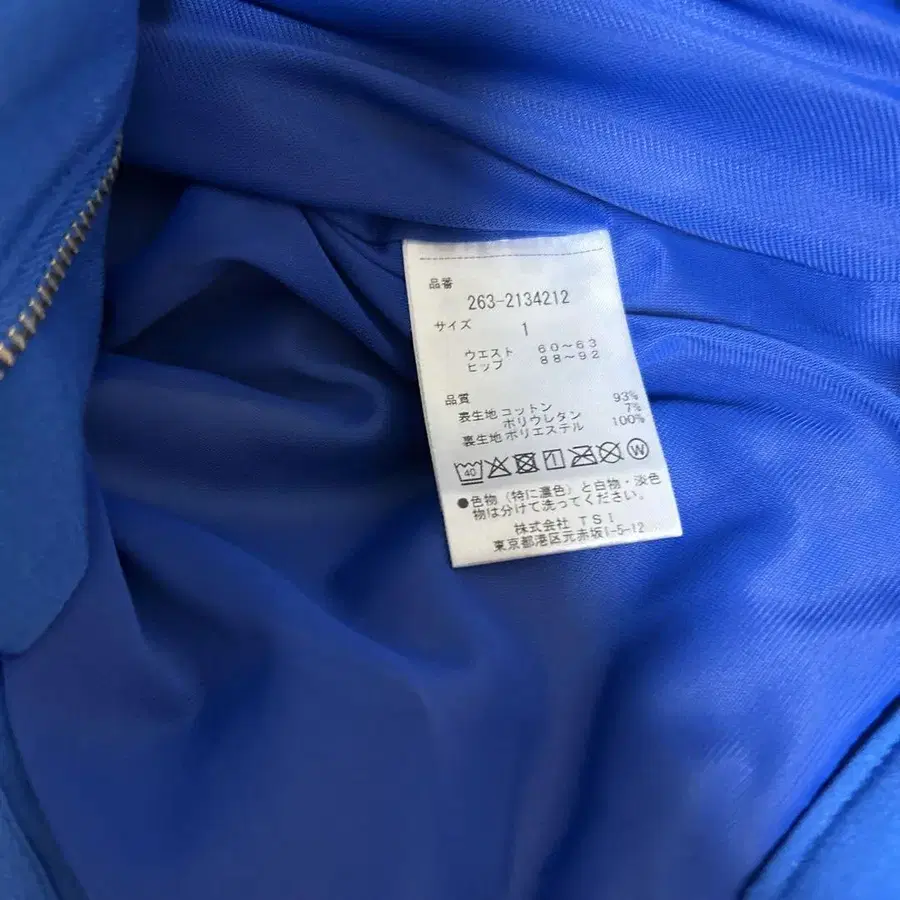 品番
263-2134212
サイズ 1
ウエスト 60~63
ヒップ 88~92
品質
表生地 コットン 93%
ポリウレタン 7%
裏生地 ポリエステル 100%
40 1 W
●色物(特に濃色)と白物・淡色
物は分けて洗ってください。
株式会社 TSI
東京都港区元赤坂1-5-12